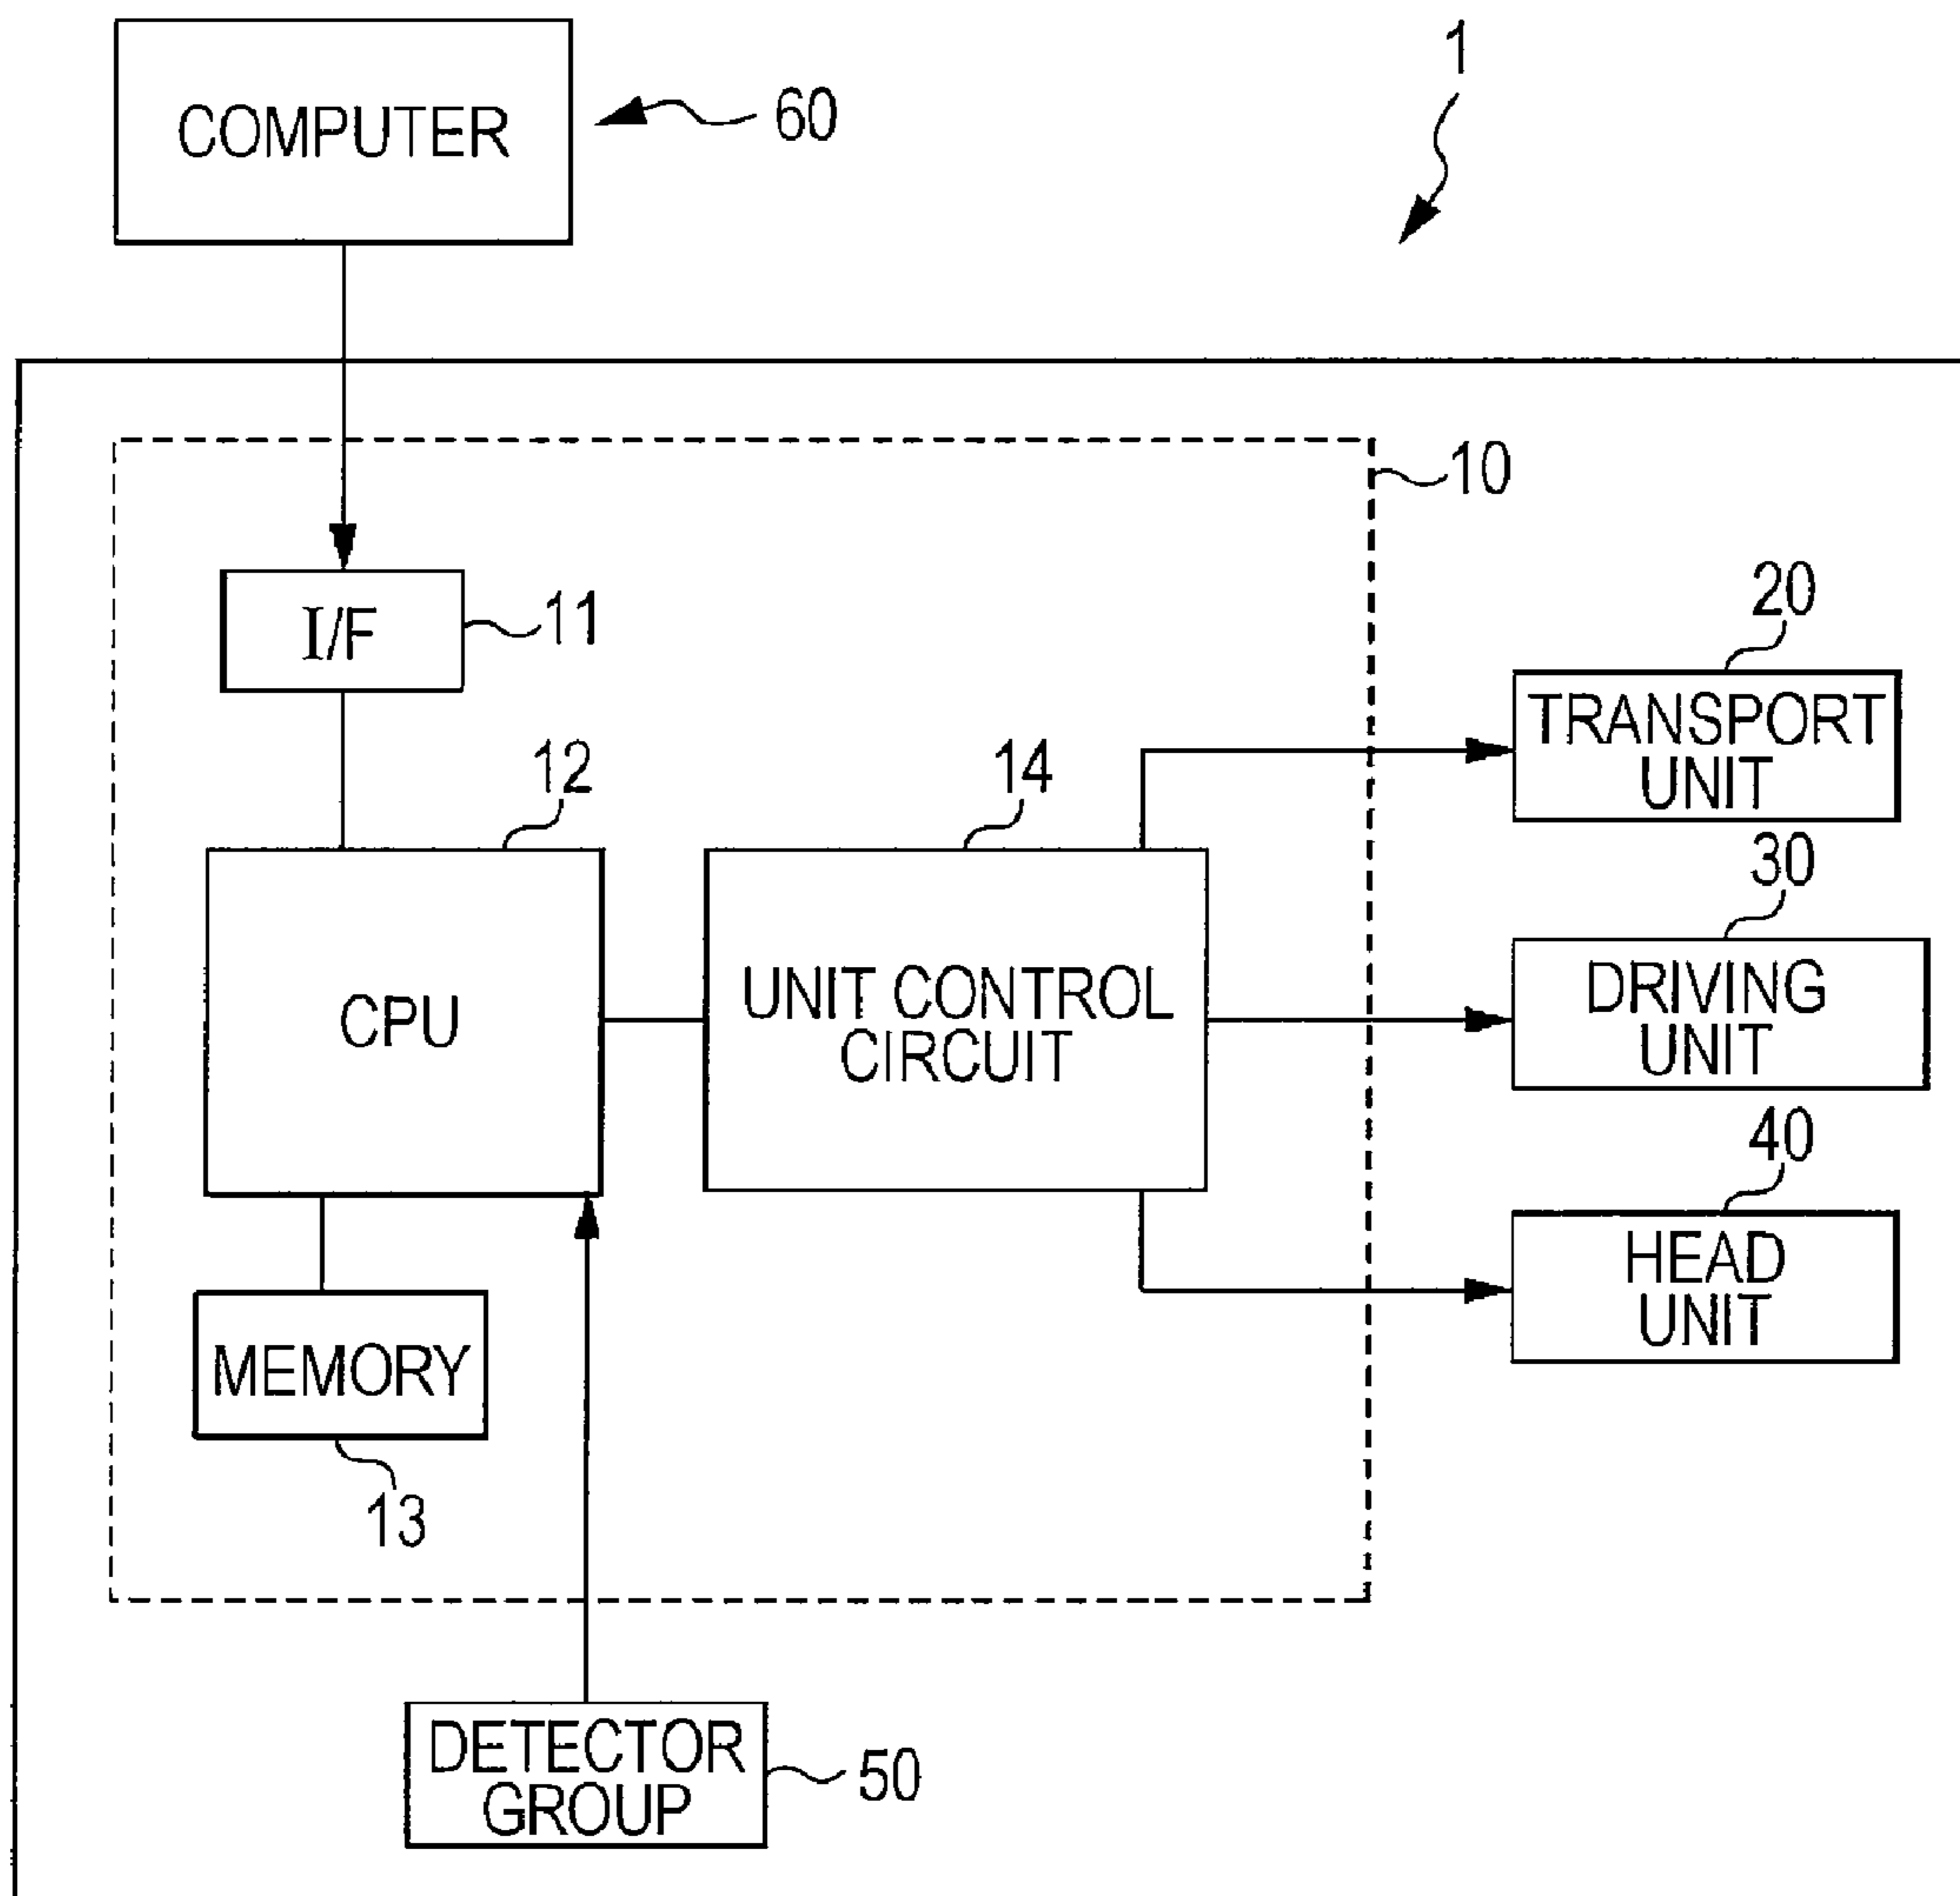 COMPUTER
60
1
10
I/F
11
20
TRANSPORT
UNIT
12
14
30
CPU
UNIT CONTROL
CIRCUIT
DRIVING
UNIT
40
HEAD
UNIT
MEMORY
13
DETECTOR
GROUP
50